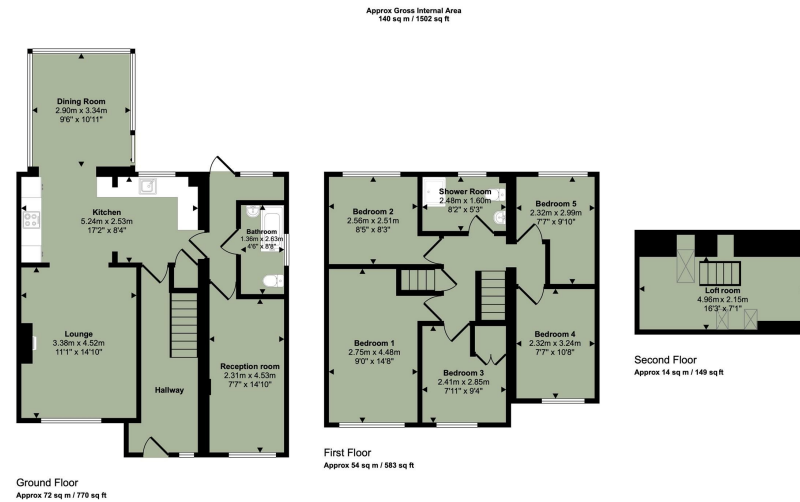 Approx Gross Internal Area
140 sq m / 1502 sq ft
Dining Room
2.90m x 3.34m
9'6" x 10'11"
Kitchen
5.24m x 2.53m
17'2" x 8'4"
Bathroom
1.36m x 2.63m
4'6" x 8'8"
Lounge
3.38m x 4.52m
11'1" x 14'10"
Hallway
Reception room
2.31m x 4.53m
7'7" x 14'10"
Ground Floor
Approx 72 sq m / 770 sq ft
Bedroom 2
2.56m x 2.51m
8'5" x 8'3"
Shower Room
2.48m x 1.60m
8'2" x 5'3"
Bedroom 5
2.32m x 2.99m
7'7" x 9'10"
Bedroom 1
2.75m x 4.48m
9'0" x 14'8"
Bedroom 3
2.41m x 2.85m
7'11" x 9'4"
Bedroom 4
2.32m x 3.24m
7'7" x 10'8"
First Floor
Approx 54 sq m / 583 sq ft
Loft room
4.96m x 2.15m
16'3" x 7'1"
Second Floor
Approx 14 sq m / 149 sq ft